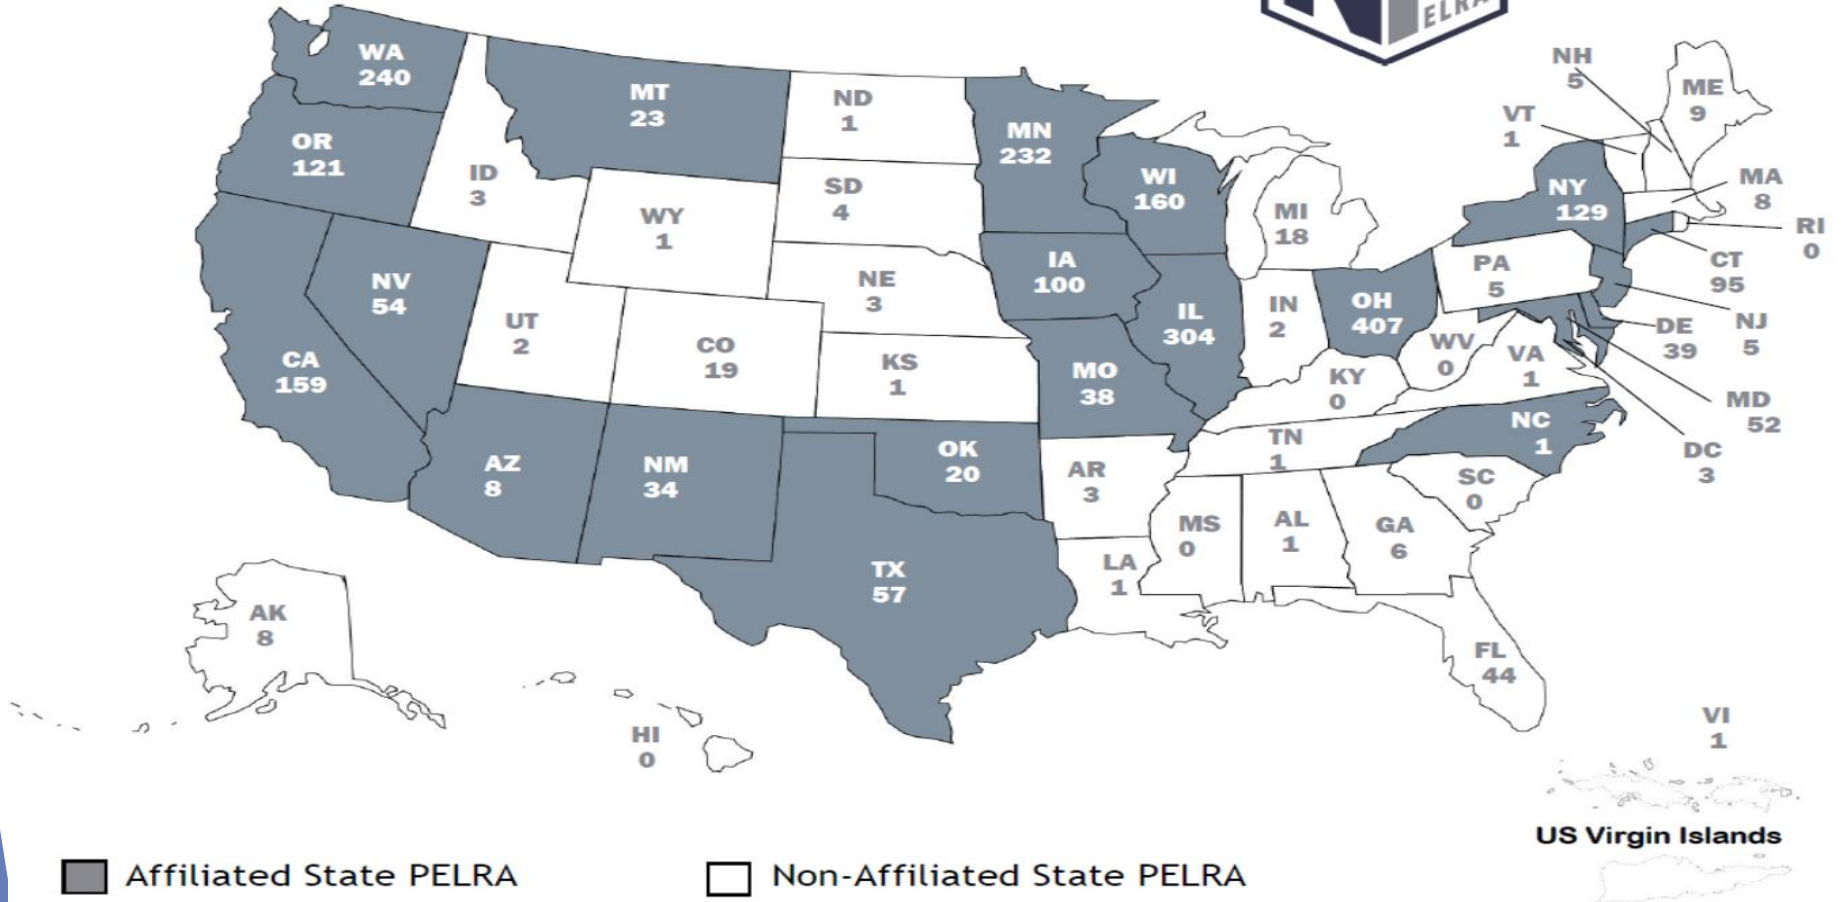 ELRA
WA
240
MT
23
ND
1
MN
232
OR
121
ID
3
SD
4
WI
160
WY
1
MI
18
NH
5
ME
9
VT
1
NY
129
MA
8
RI
0
CT
95
NV
54
NE
3
IA
100
PA
5
IL
304
IN
2
OH
407
NJ
5
DE
39
UT
2
CO
19
KS
1
MO
38
WV
0
VA
1
KY
0
CA
159
MD
52
NC
1
DC
3
TN
1
AZ
8
NM
34
OK
20
AR
3
SC
0
MS
0
AL
1
GA
6
LA
1
TX
57
AK
8
FL
44
HI
0
VI
1
US Virgin Islands
Affiliated State PELRA
Non-Affiliated State PELRA